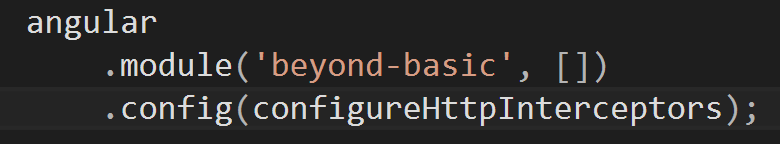 angular
.module('beyond-basic', [])
.config(configureHttpInterceptors);